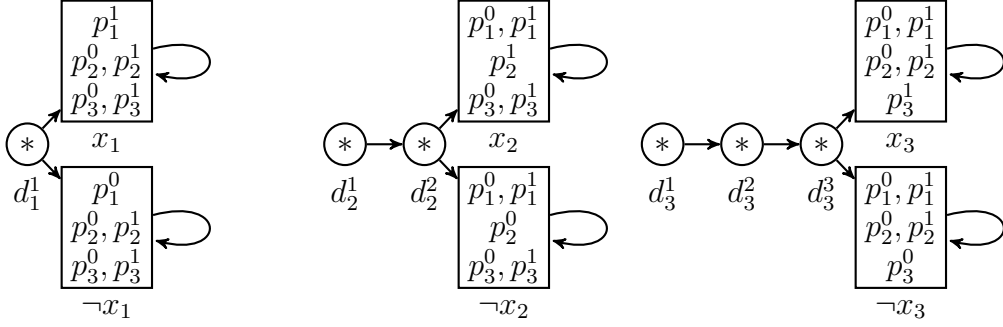 p_1^1
p_2^0, p_2^1
p_3^0, p_3^1
x_1
*
d_1^1
p_1^0
p_2^0, p_2^1
p_3^0, p_3^1
¬x_1
p_1^0, p_1^1
p_2^1
p_3^0, p_3^1
x_2
* *
d_2^1 d_2^2
p_1^0, p_1^1
p_2^0
p_3^0, p_3^1
¬x_2
p_1^0, p_1^1
p_2^0, p_2^1
p_3^1
x_3
* * *
d_3^1 d_3^2 d_3^3
p_1^0, p_1^1
p_2^0, p_2^1
p_3^0
¬x_3